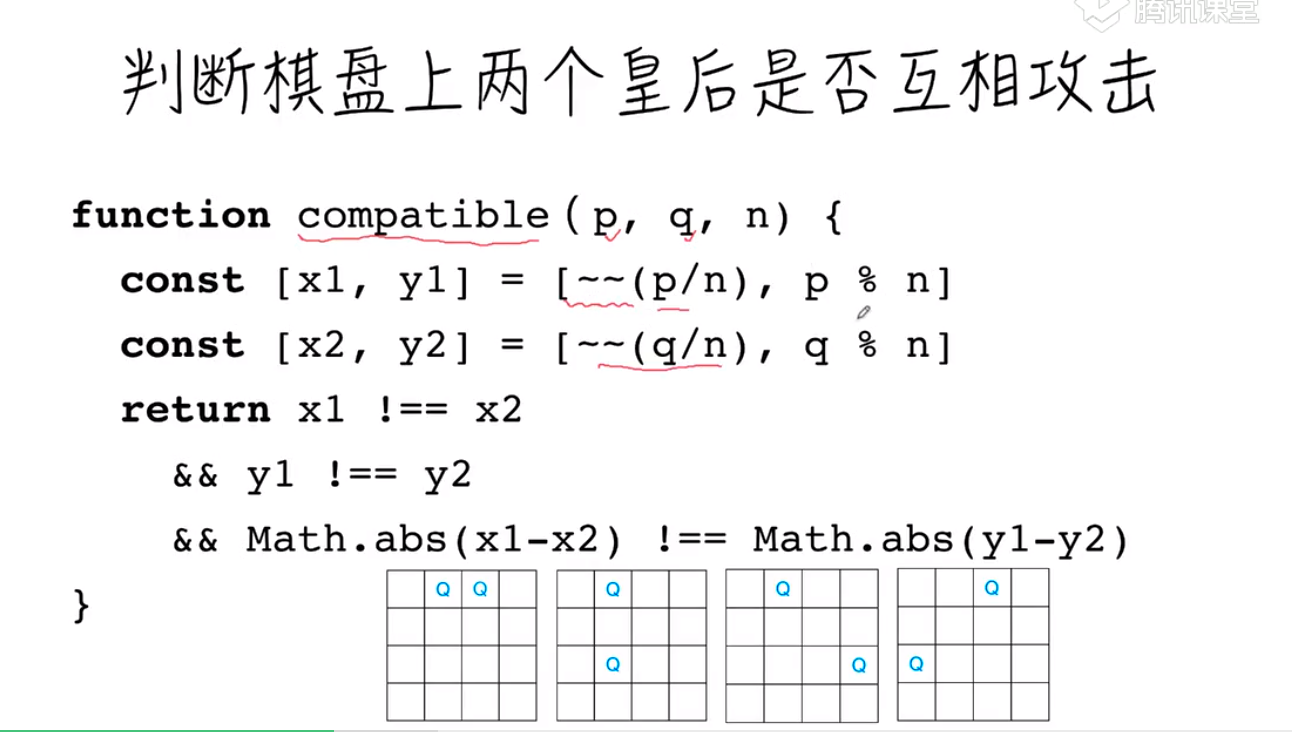 腾讯课堂
判断棋盘上两个皇后是否互相攻击
function compatible(p, q, n) {
const [x1, y1] = [~~(p/n), p % n]
const [x2, y2] = [~~(q/n), q % n]
return x1 !== x2
&& y1 !== y2
&& Math.abs(x1-x2) !== Math.abs(y1-y2)
}
Q Q
Q
Q
Q
Q
Q
Q